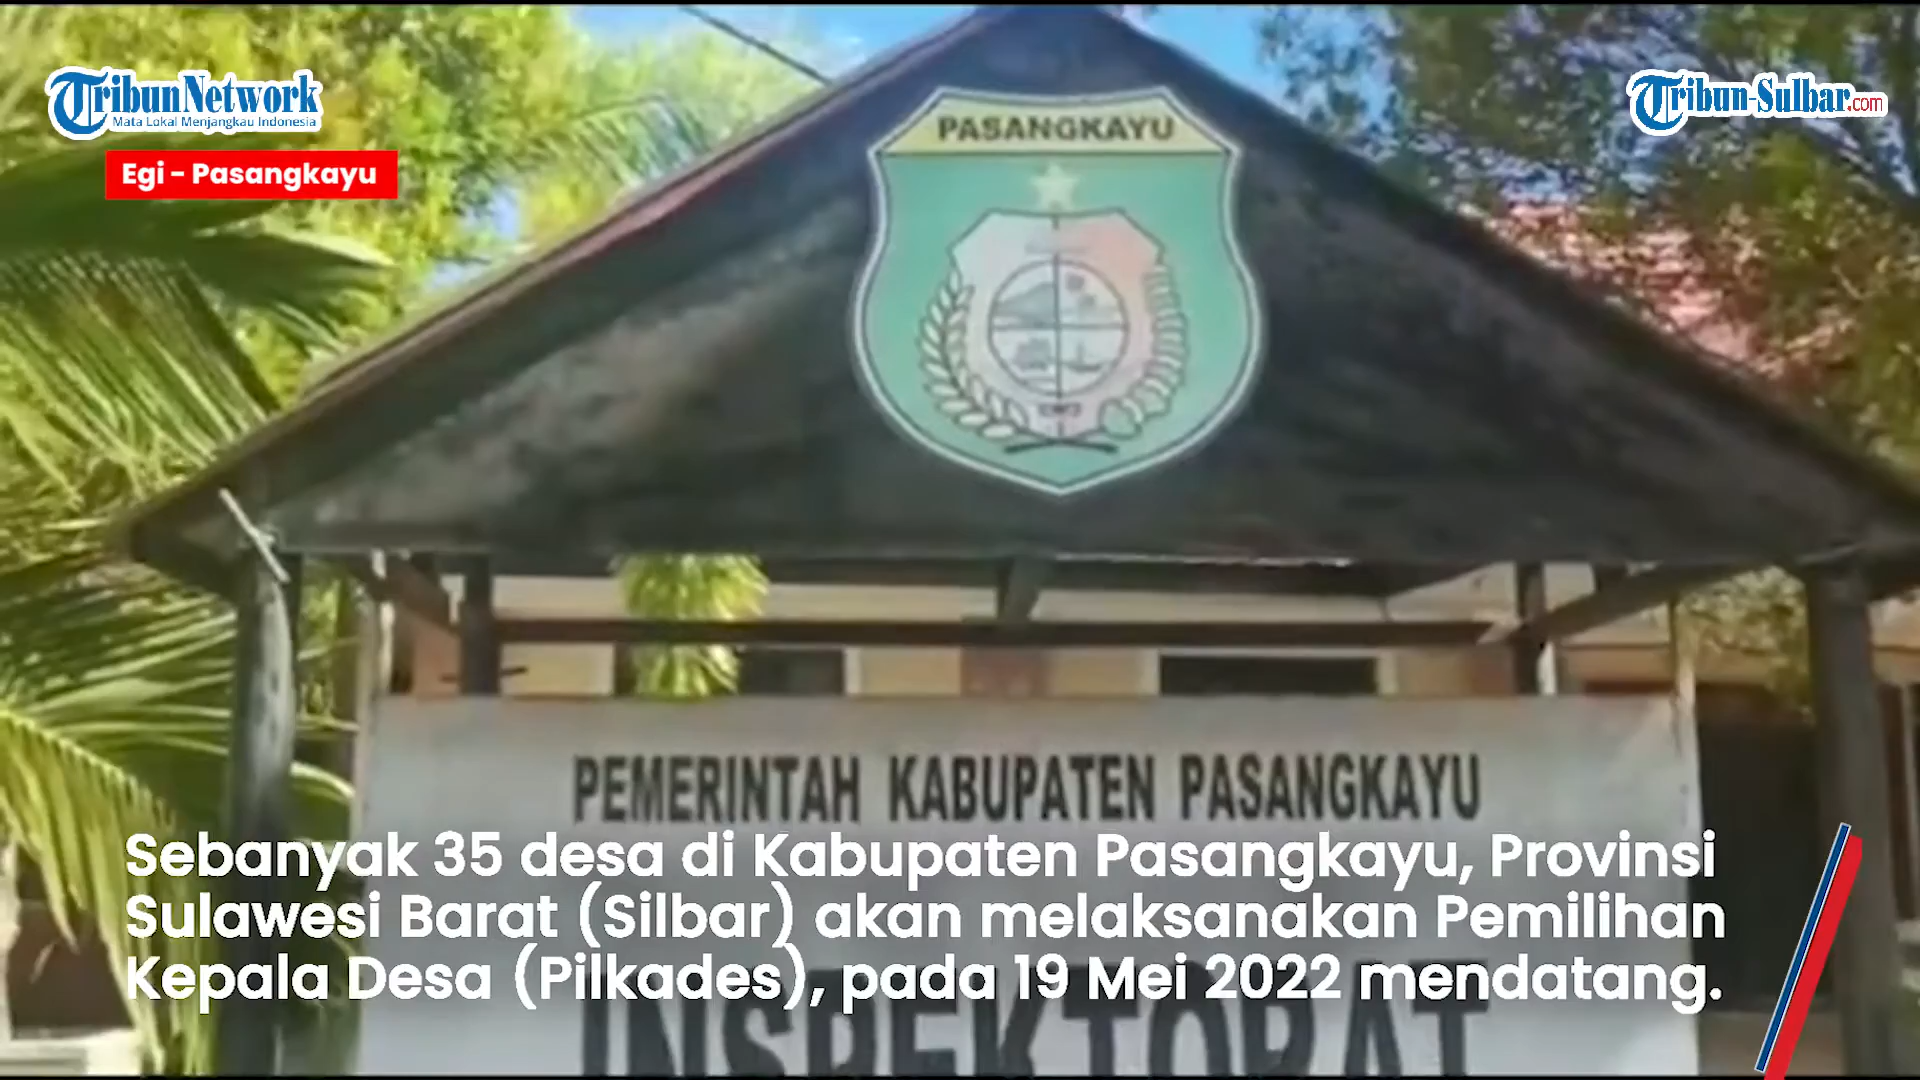 TribunNetwork
Mata Lokal Menjangkau Indonesia
Tribun-Sulbar.com
Egi - Pasangkayu
PASANGKAYU
PEMERINTAH KABUPATEN PASANGKAYU
Sebanyak 35 desa di Kabupaten Pasangkayu, Provinsi
Sulawesi Barat (Silbar) akan melaksanakan Pemilihan
Kepala Desa (Pilkades), pada 19 Mei 2022 mendatang.
INSPEKTORAT